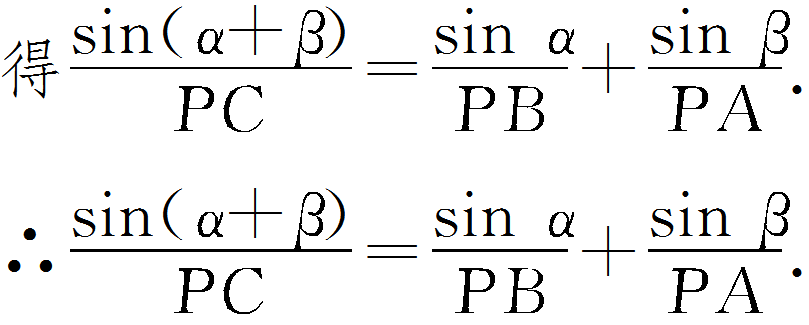 得 sin(α+β)/PC = sin α/PB + sin β/PA.
∴ sin(α+β)/PC = sin α/PB + sin β/PA.